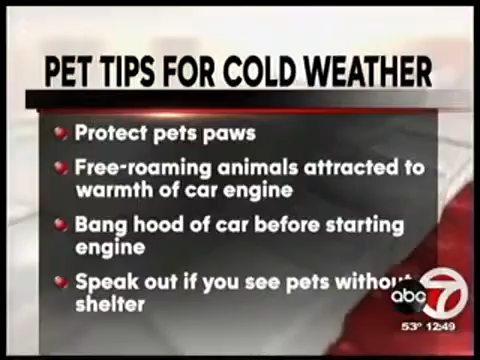 PET TIPS FOR COLD WEATHER
Protect pets paws
Free-roaming animals attracted to
warmth of car engine
Bang hood of car before starting
engine
Speak out if you see pets without
shelter
abc 7
53° 12:49